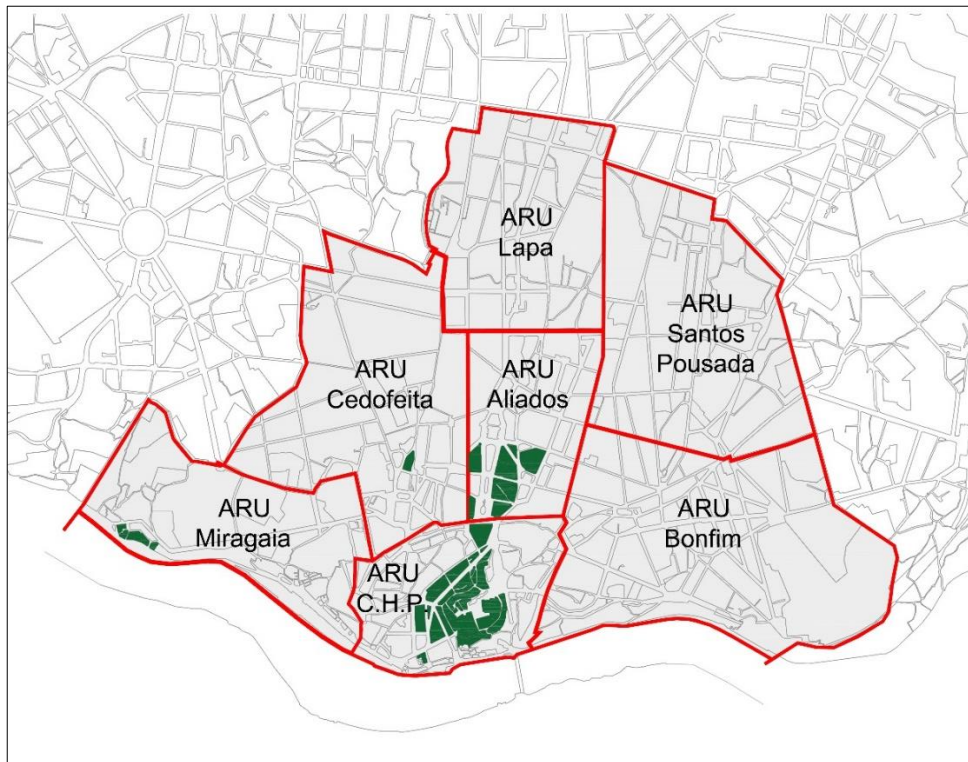 ARU
Lapa
ARU
Santos
Pousada
ARU
Cedofeita
ARU
Aliados
ARU
Miragaia
ARU
Bonfim
ARU
C.H.P.